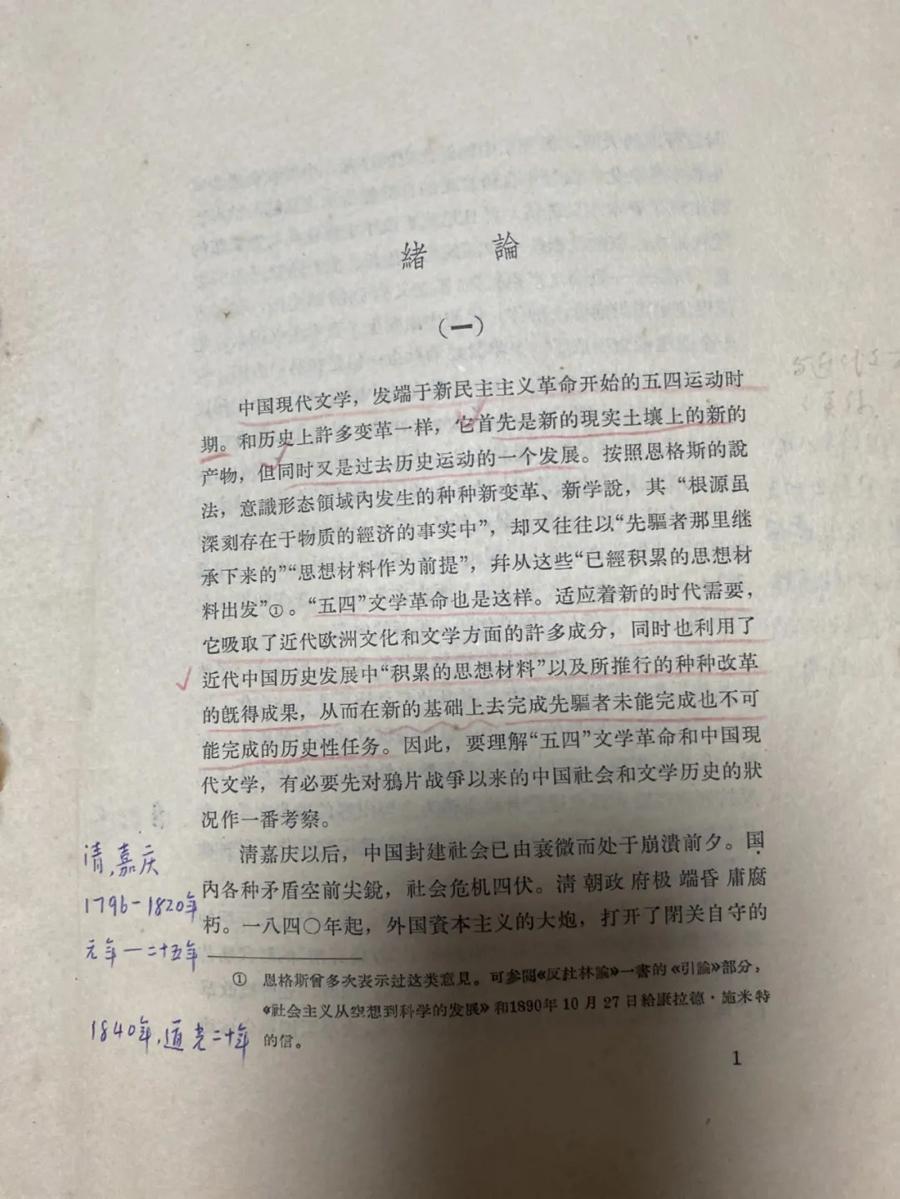 緒 論
（一）
中国現代文学，发端于新民主主义革命开始的五四运动时
期。和历史上許多变革一样，它首先是新的現实土壤上的新的
产物，但同时又是过去历史运动的一个发展。按照恩格斯的說
法，意識形态領域內发生的种种新变革、新学說，其“根源虽
深刻存在于物质的經济的事实中”，却又往往以“先驅者那里继
承下来的”“思想材料作为前提”，幷从这些“已經积累的思想材
料出发”①。“五四”文学革命也是这样。适应着新的时代需要，
它吸取了近代欧洲文化和文学方面的許多成分，同时也利用了
近代中国历史发展中“积累的思想材料”以及所推行的种种改革
的旣得成果，从而在新的基础上去完成先驅者未能完成也不可
能完成的历史性任务。因此，要理解“五四”文学革命和中国現
代文学，有必要先对鴉片战爭以来的中国社会和文学历史的狀
况作一番考察。
淸嘉庆以后，中国封建社会已由衰微而处于崩潰前夕。国
內各种矛盾空前尖銳，社会危机四伏。淸朝政府极端昏庸腐
朽。一八四〇年起，外国資本主义的大炮，打开了閉关自守的
清，嘉庆
1796-1820年
元年—二十五年
1840年，道光二十年
① 恩格斯曾多次表示过这类意見。可参閱《反杜林論》一書的《引論》部分，
《社会主义从空想到科学的发展》和1890年10月27日給康拉德·施米特
的信。
1